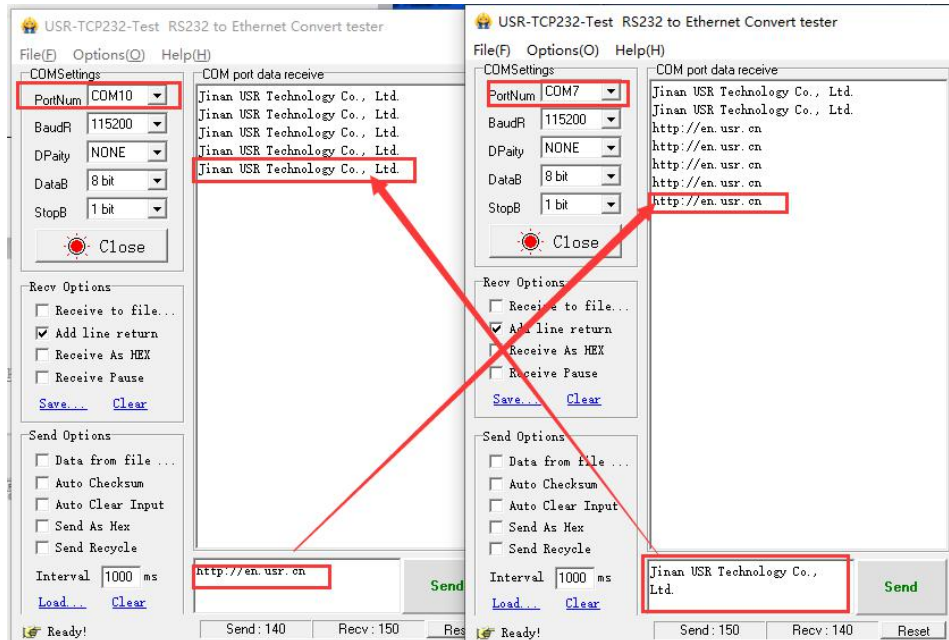 USR-TCP232-Test RS232 to Ethernet Convert tester
File(F) Options(O) Help(H)
COMSettings
PortNum COM10
BaudR 115200
DPaity NONE
DataB 8 bit
StopB 1 bit
Close
Recv Options
Receive to file...
Add line return
Receive As HEX
Receive Pause
Save... Clear
Send Options
Data from file ...
Auto Checksum
Auto Clear Input
Send As Hex
Send Recycle
Interval 1000 ms
Load... Clear
COM port data receive
Jinan USR Technology Co., Ltd.
Jinan USR Technology Co., Ltd.
Jinan USR Technology Co., Ltd.
Jinan USR Technology Co., Ltd.
Jinan USR Technology Co., Ltd.
http://en.usr.cn
Send
Ready!
Send : 140
Recv : 150
Res
USR-TCP232-Test RS232 to Ethernet Convert tester
File(F) Options(O) Help(H)
COMSettings
PortNum COM7
BaudR 115200
DPaity NONE
DataB 8 bit
StopB 1 bit
Close
Recv Options
Receive to file...
Add line return
Receive As HEX
Receive Pause
Save... Clear
Send Options
Data from file ...
Auto Checksum
Auto Clear Input
Send As Hex
Send Recycle
Interval 1000 ms
Load... Clear
COM port data receive
Jinan USR Technology Co., Ltd.
Jinan USR Technology Co., Ltd.
http://en.usr.cn
http://en.usr.cn
http://en.usr.cn
http://en.usr.cn
http://en.usr.cn
Jinan USR Technology Co.,
Ltd.
Send
Ready!
Send : 150
Recv : 140
Reset